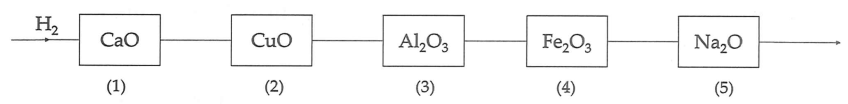 H₂
CaO CuO Al₂O₃ Fe₂O₃ Na₂O
(1) (2) (3) (4) (5)